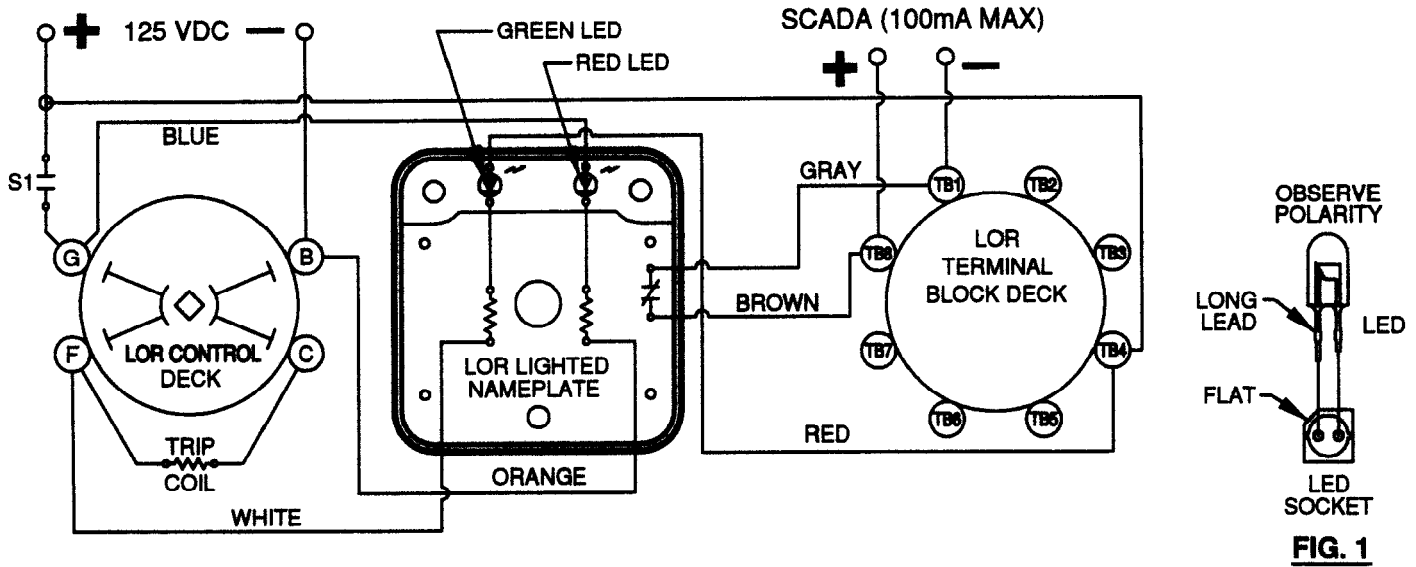 + 125 VDC −
GREEN LED
RED LED
SCADA (100mA MAX)
+ −
BLUE
S1
G
B
F
C
LOR CONTROL
DECK
TRIP
COIL
WHITE
ORANGE
LOR LIGHTED
NAMEPLATE
GRAY
BROWN
RED
TB1
TB2
TB8
TB3
TB7
TB4
TB6
TB5
LOR
TERMINAL
BLOCK DECK
OBSERVE
POLARITY
LONG
LEAD
LED
FLAT
LED
SOCKET
FIG. 1